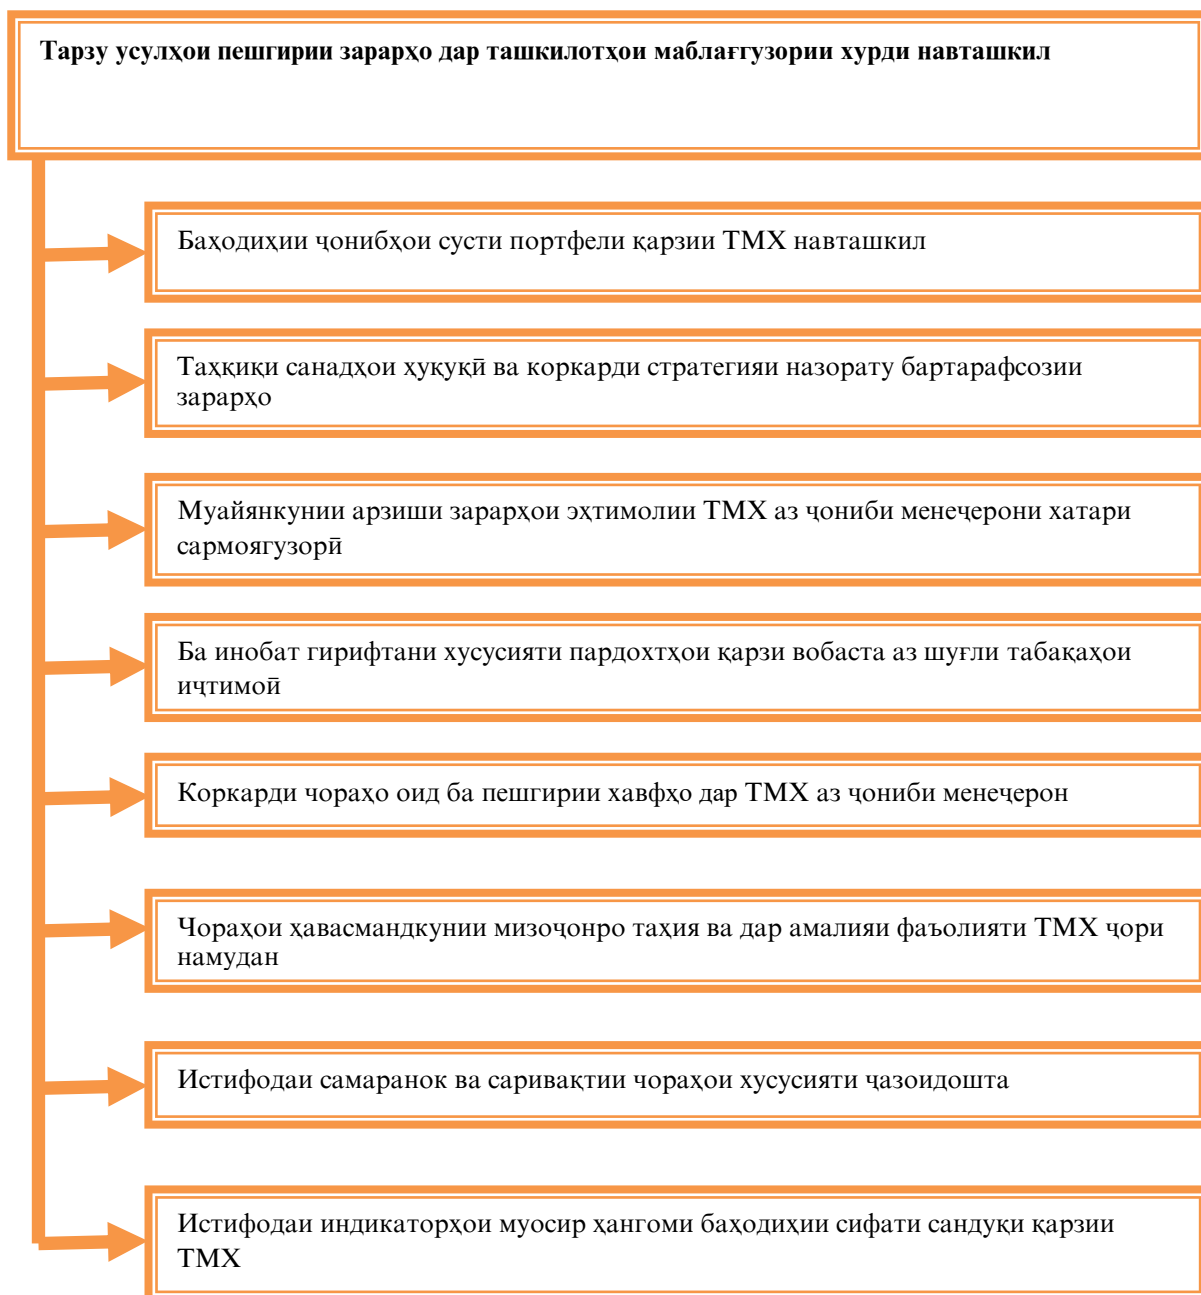 Тарзу усулҳои пешгирии зарарҳо дар ташкилотҳои маблағгузории хурди навташкил
Баҳодиҳии ҷонибҳои сусти портфели қарзии ТМХ навташкил
Таҳқиқи санадҳои ҳуқуқӣ ва коркарди стратегияи назорату бартарафсозии
зарарҳо
Муайянкунии арзиши зарарҳои эҳтимолии ТМХ аз ҷониби менеҷерони хатари
сармоягузорӣ
Ба инобат гирифтани хусусияти пардохтҳои қарзи вобаста аз шуғли табақаҳои
иҷтимоӣ
Коркарди чораҳо оид ба пешгирии хавфҳо дар ТМХ аз ҷониби менеҷерон
Чораҳои ҳавасмандкунии мизоҷонро таҳия ва дар амалияи фаъолияти ТМХ ҷори
намудан
Истифодаи самаранок ва саривақтии чораҳои хусусияти ҷазоидошта
Истифодаи индикаторҳои муосир ҳангоми баҳодиҳии сифати сандуқи қарзии
ТМХ